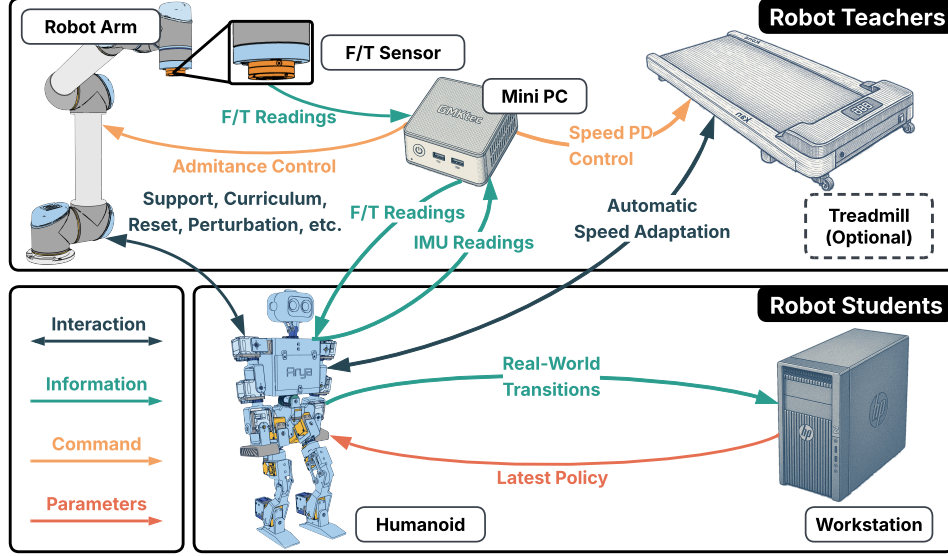 Robot Arm
F/T Sensor
Robot Teachers
GMKtec
Mini PC
F/T Readings
Admittance Control
Speed PD
Control
Support, Curriculum,
Reset, Perturbation, etc.
F/T Readings
IMU Readings
Automatic
Speed Adaptation
Treadmill
(Optional)
Robot Students
Interaction
Information
Command
Parameters
Arya
Real-World
Transitions
Latest Policy
hp
Humanoid
Workstation